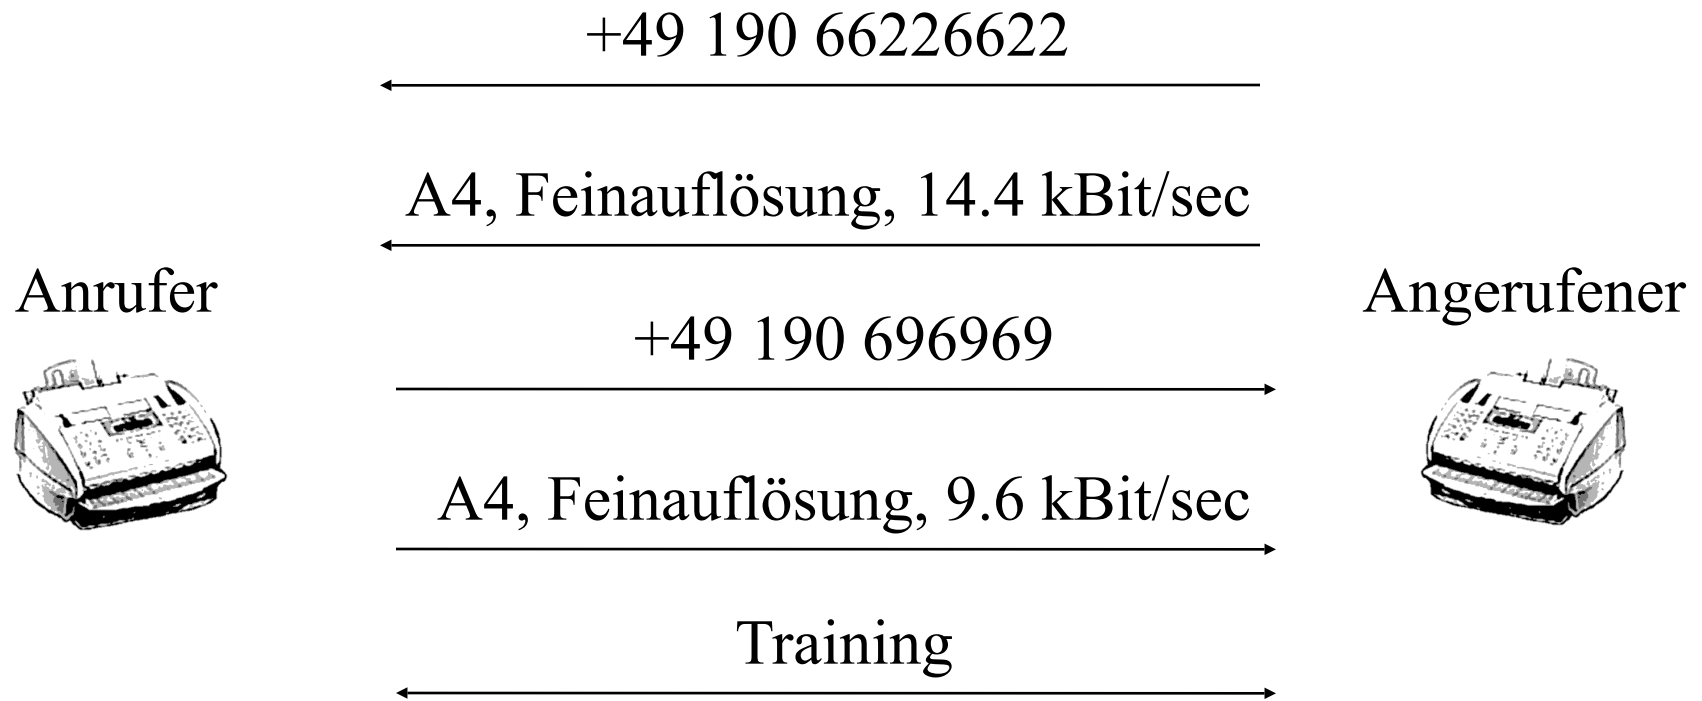 +49 190 66226622
A4, Feinauflösung, 14.4 kBit/sec
Anrufer
Angerufener
+49 190 696969
A4, Feinauflösung, 9.6 kBit/sec
Training